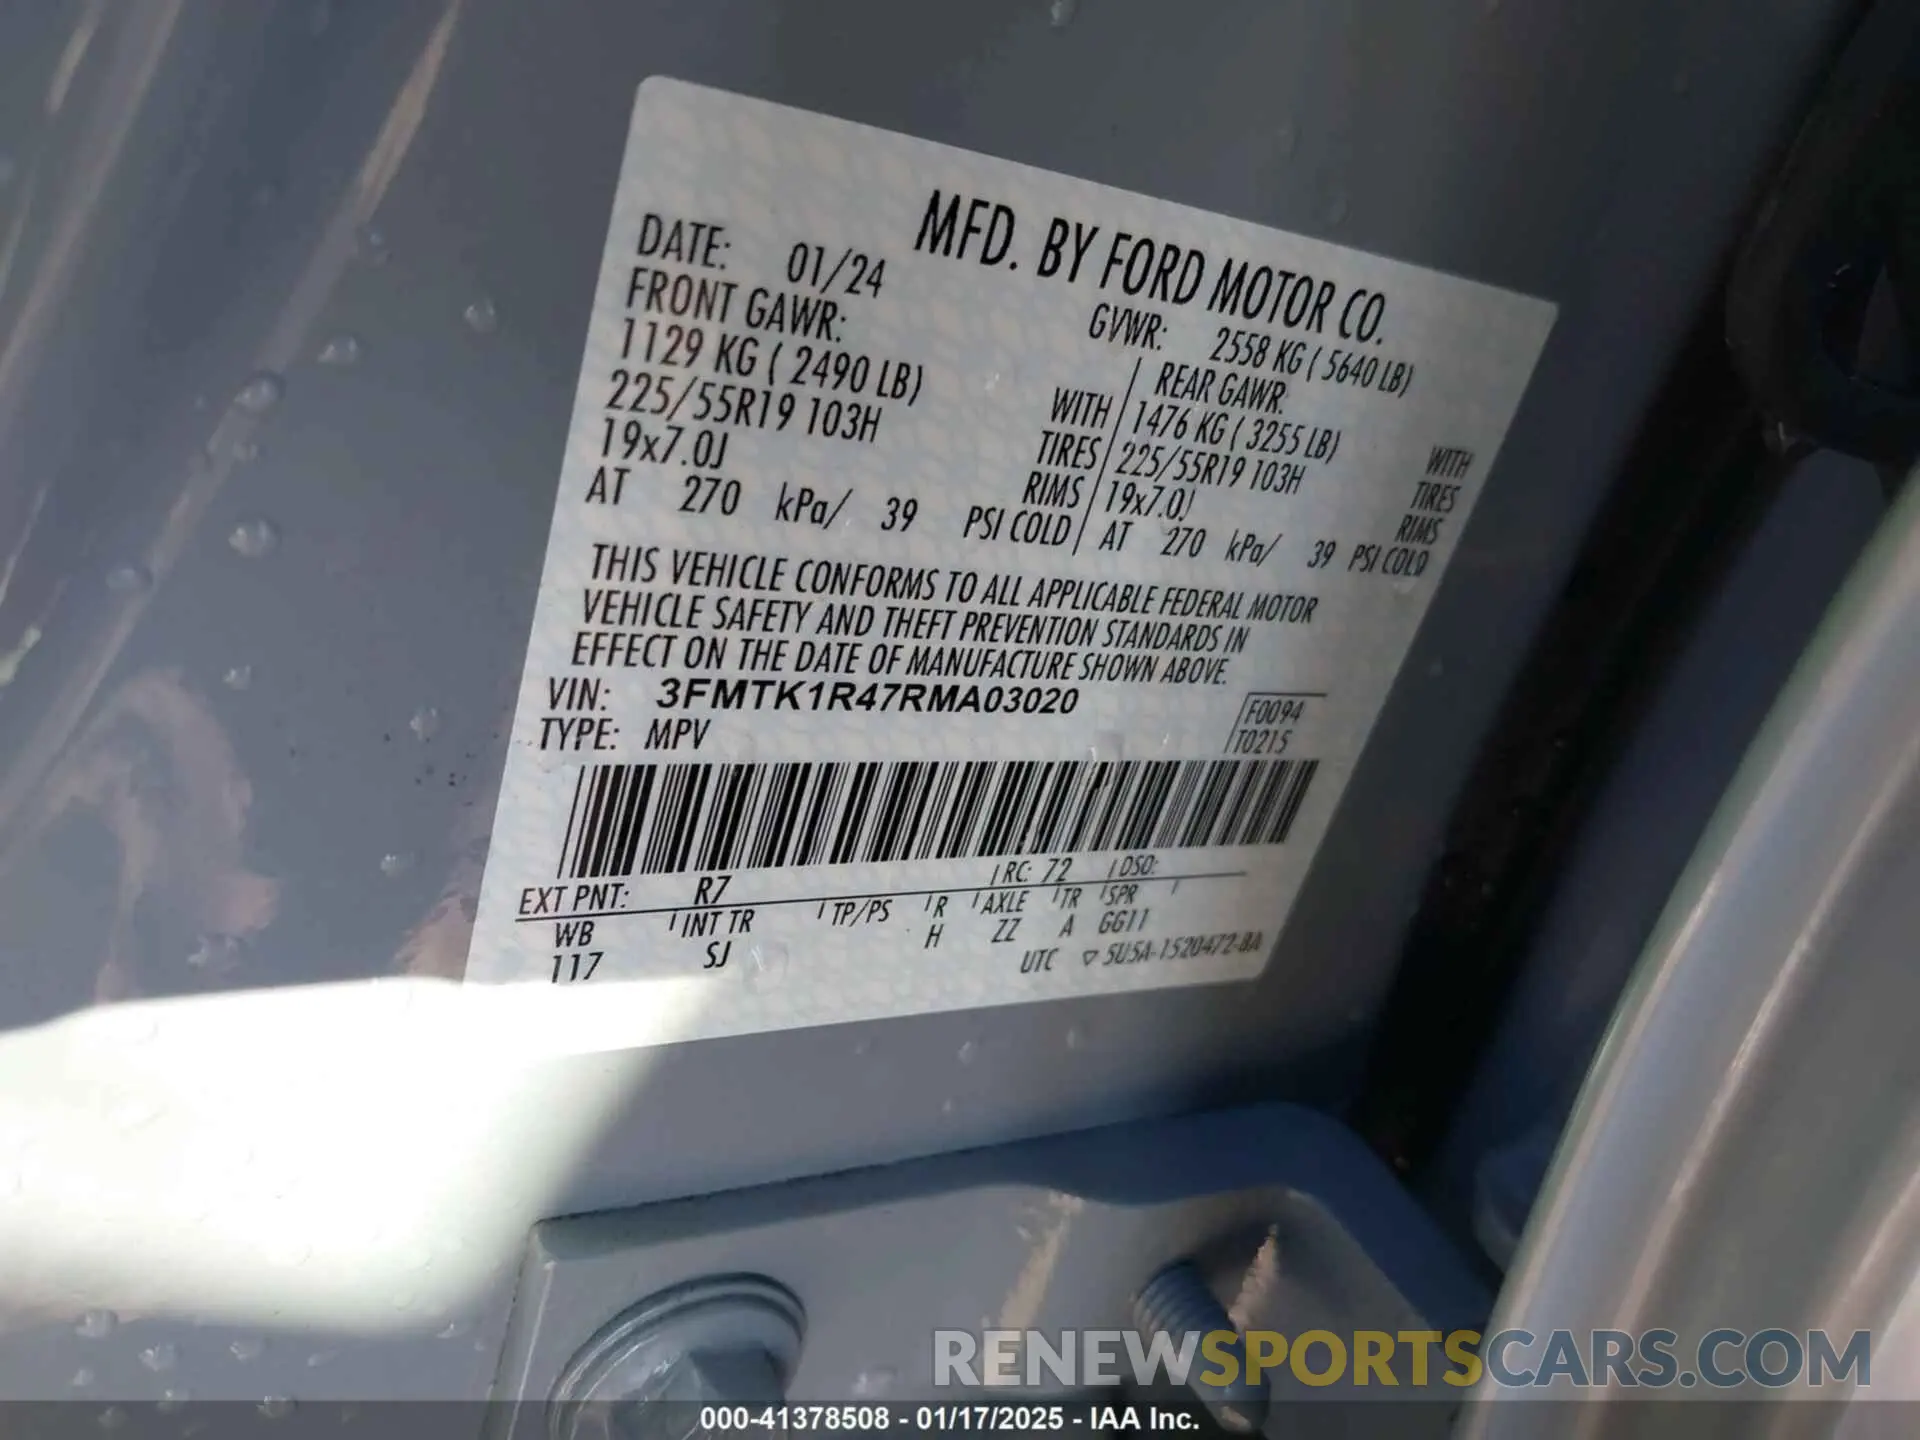 MFD. BY FORD MOTOR CO.
DATE: 01/24 GVWR: 2558 KG ( 5640 LB)
FRONT GAWR: REAR GAWR:
1129 KG ( 2490 LB) WITH 1476 KG ( 3255 LB) WITH
225/55R19 103H TIRES 225/55R19 103H TIRES
19x7.0J RIMS 19x7.0J RIMS
AT 270 kPa/ 39 PSI COLD AT 270 kPa/ 39 PSI COLD
THIS VEHICLE CONFORMS TO ALL APPLICABLE FEDERAL MOTOR
VEHICLE SAFETY AND THEFT PREVENTION STANDARDS IN
EFFECT ON THE DATE OF MANUFACTURE SHOWN ABOVE.
VIN: 3FMTK1R47RMA03020 F0094
TYPE: MPV T0215
EXT PNT: R7 RC: 72 DSO:
WB INT TR TP/PS R AXLE TR SPR
117 SJ H ZZ A GG11
UTC ▽ 5U5A-1520472-BA
RENEWSPORTSCARS.COM
000-41378508 - 01/17/2025 - IAA Inc.